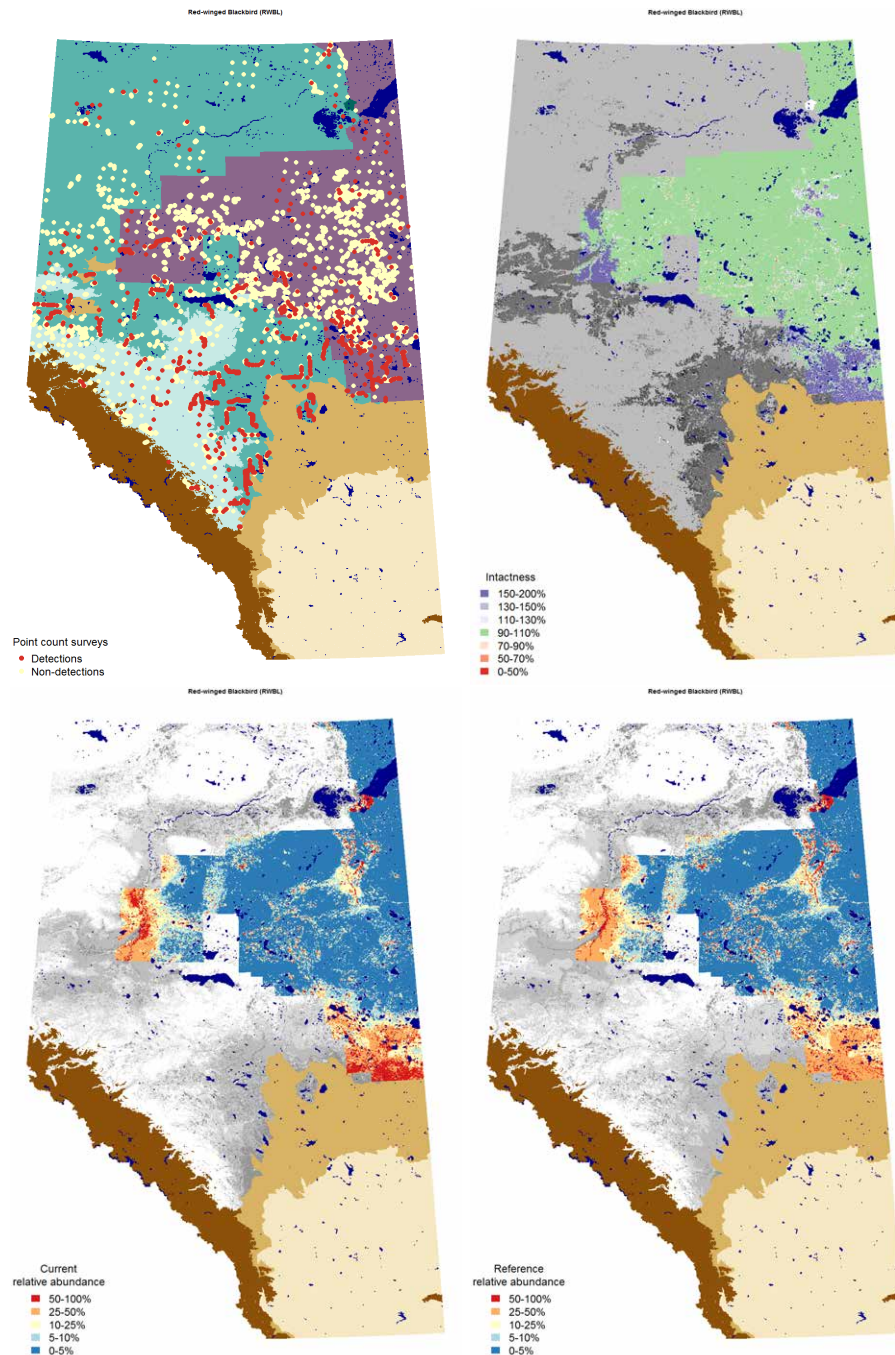 Red-winged Blackbird (RWBL)
Point count surveys
Detections
Non-detections
Red-winged Blackbird (RWBL)
Intactness
150-200%
130-150%
110-130%
90-110%
70-90%
50-70%
0-50%
Red-winged Blackbird (RWBL)
Current
relative abundance
50-100%
25-50%
10-25%
5-10%
0-5%
Red-winged Blackbird (RWBL)
Reference
relative abundance
50-100%
25-50%
10-25%
5-10%
0-5%